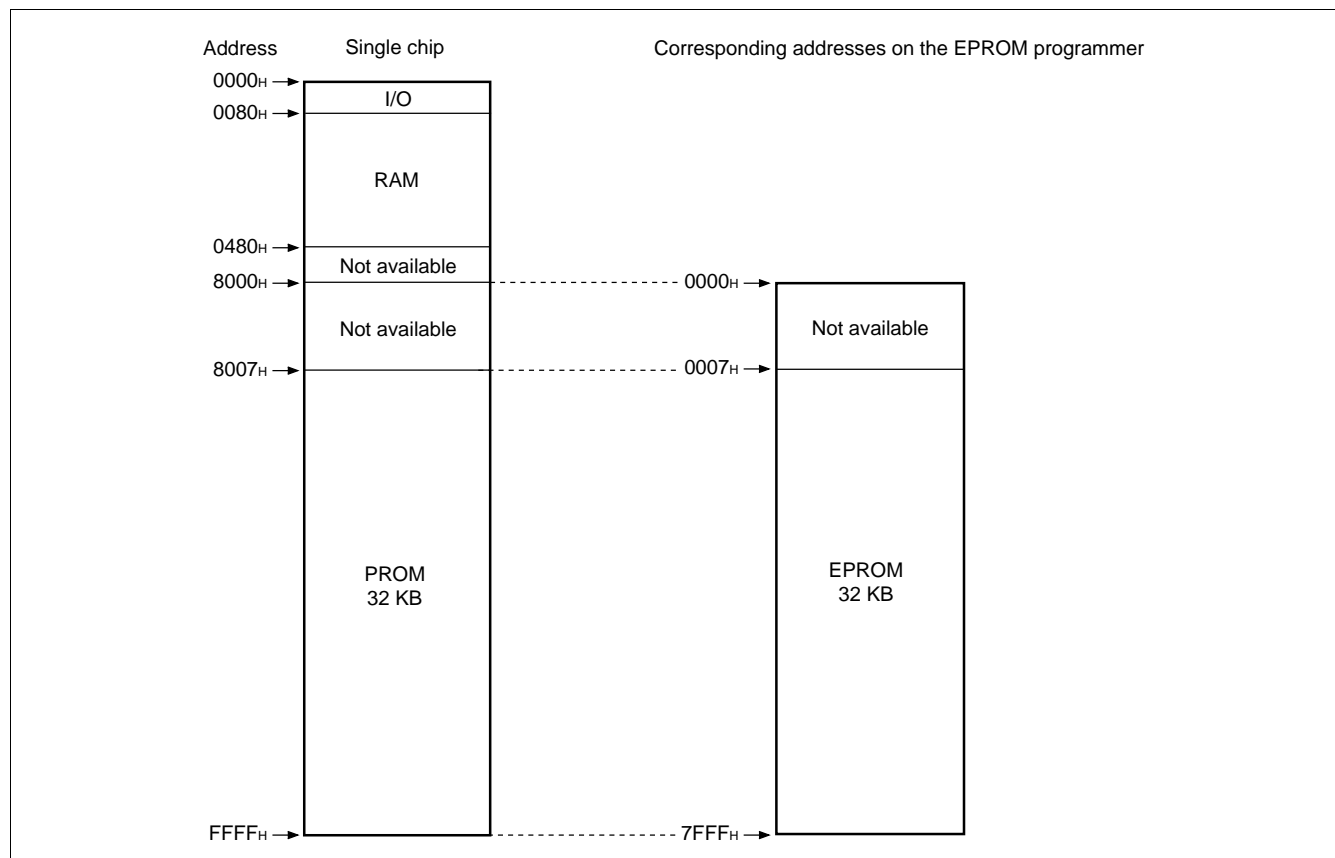 Address Single chip Corresponding addresses on the EPROM programmer
0000H
I/O
0080H
RAM
0480H
Not available
8000H 0000H
Not available Not available
8007H 0007H
PROM EPROM
32 KB 32 KB
FFFFH 7FFFH